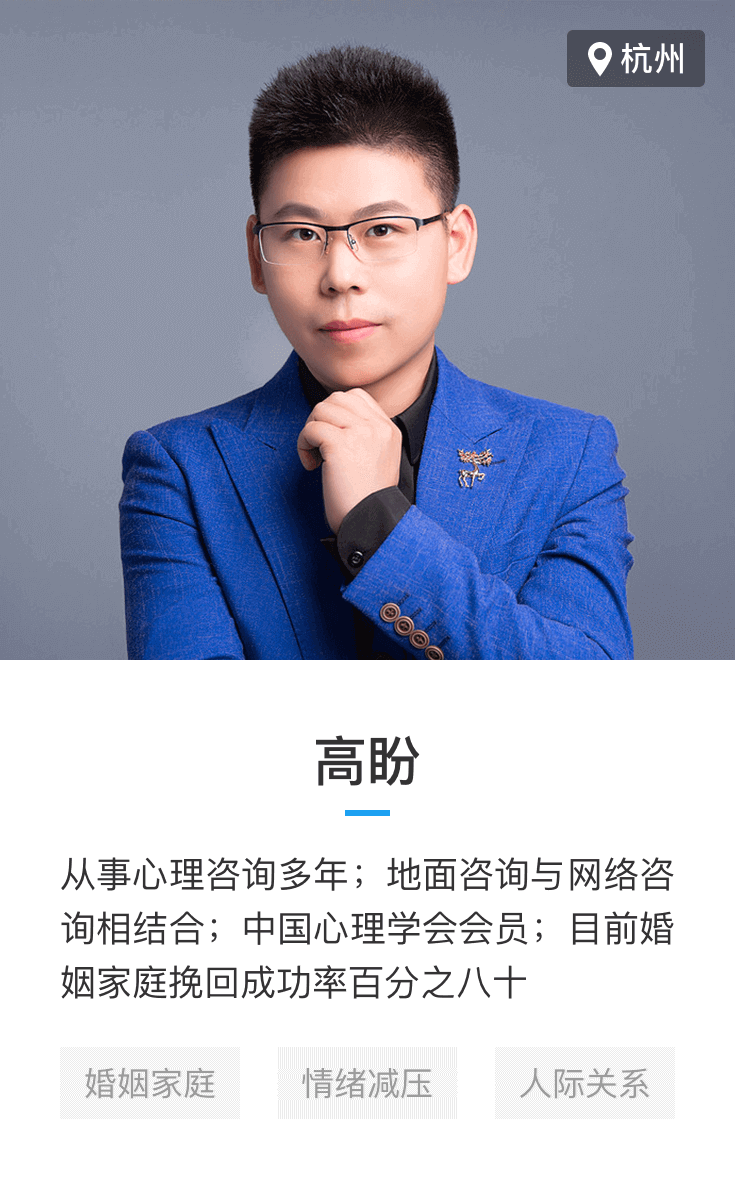 杭州
高盼
从事心理咨询多年；地面咨询与网络咨
询相结合；中国心理学会会员；目前婚
姻家庭挽回成功率百分之八十
婚姻家庭 情绪减压 人际关系